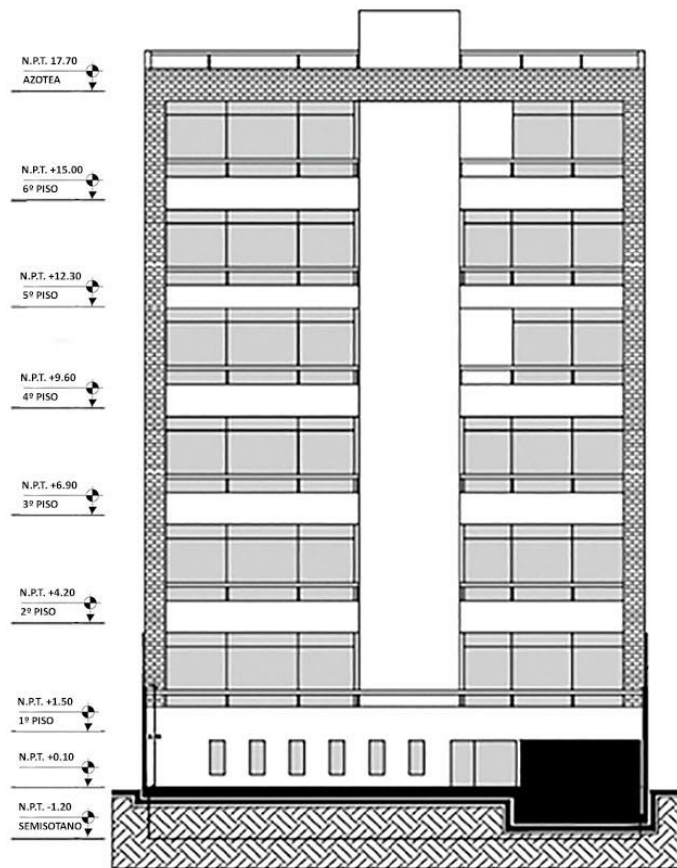 N.P.T. 17.70
AZOTEA
N.P.T. +15.00
6º PISO
N.P.T. +12.30
5º PISO
N.P.T. +9.60
4º PISO
N.P.T. +6.90
3º PISO
N.P.T. +4.20
2º PISO
N.P.T. +1.50
1º PISO
N.P.T. +0.10
N.P.T. -1.20
SEMISOTANO